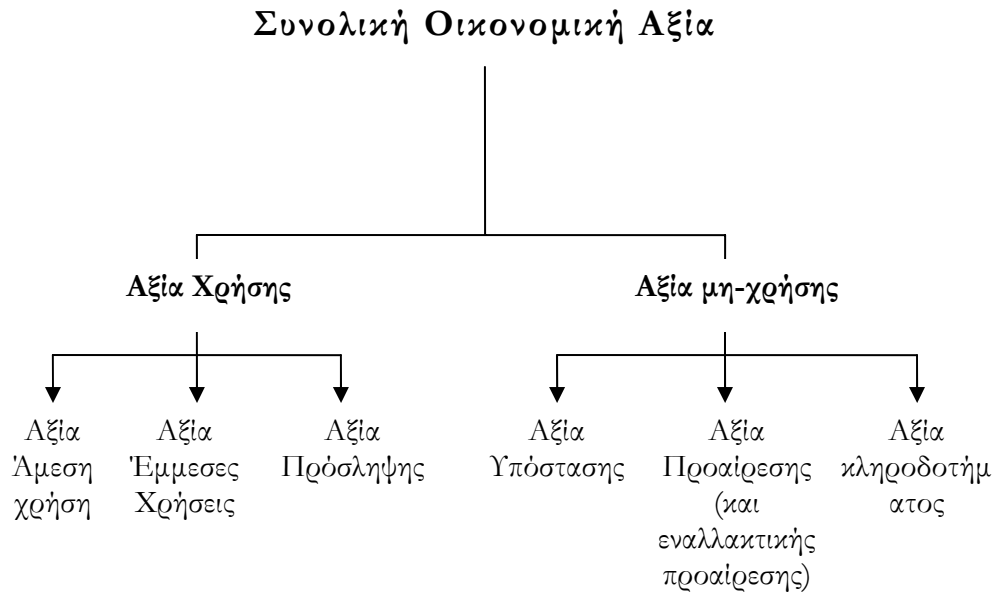 Συνολική Οικονομική Αξία
Αξία Χρήσης
Αξία μη-χρήσης
Αξία
Άμεση
χρήση
Αξία
Έμμεσες
Χρήσεις
Αξία
Πρόσληψης
Αξία
Υπόστασης
Αξία
Προαίρεσης
(και
εναλλακτικής
προαίρεσης)
Αξία
κληροδοτήμ
ατος